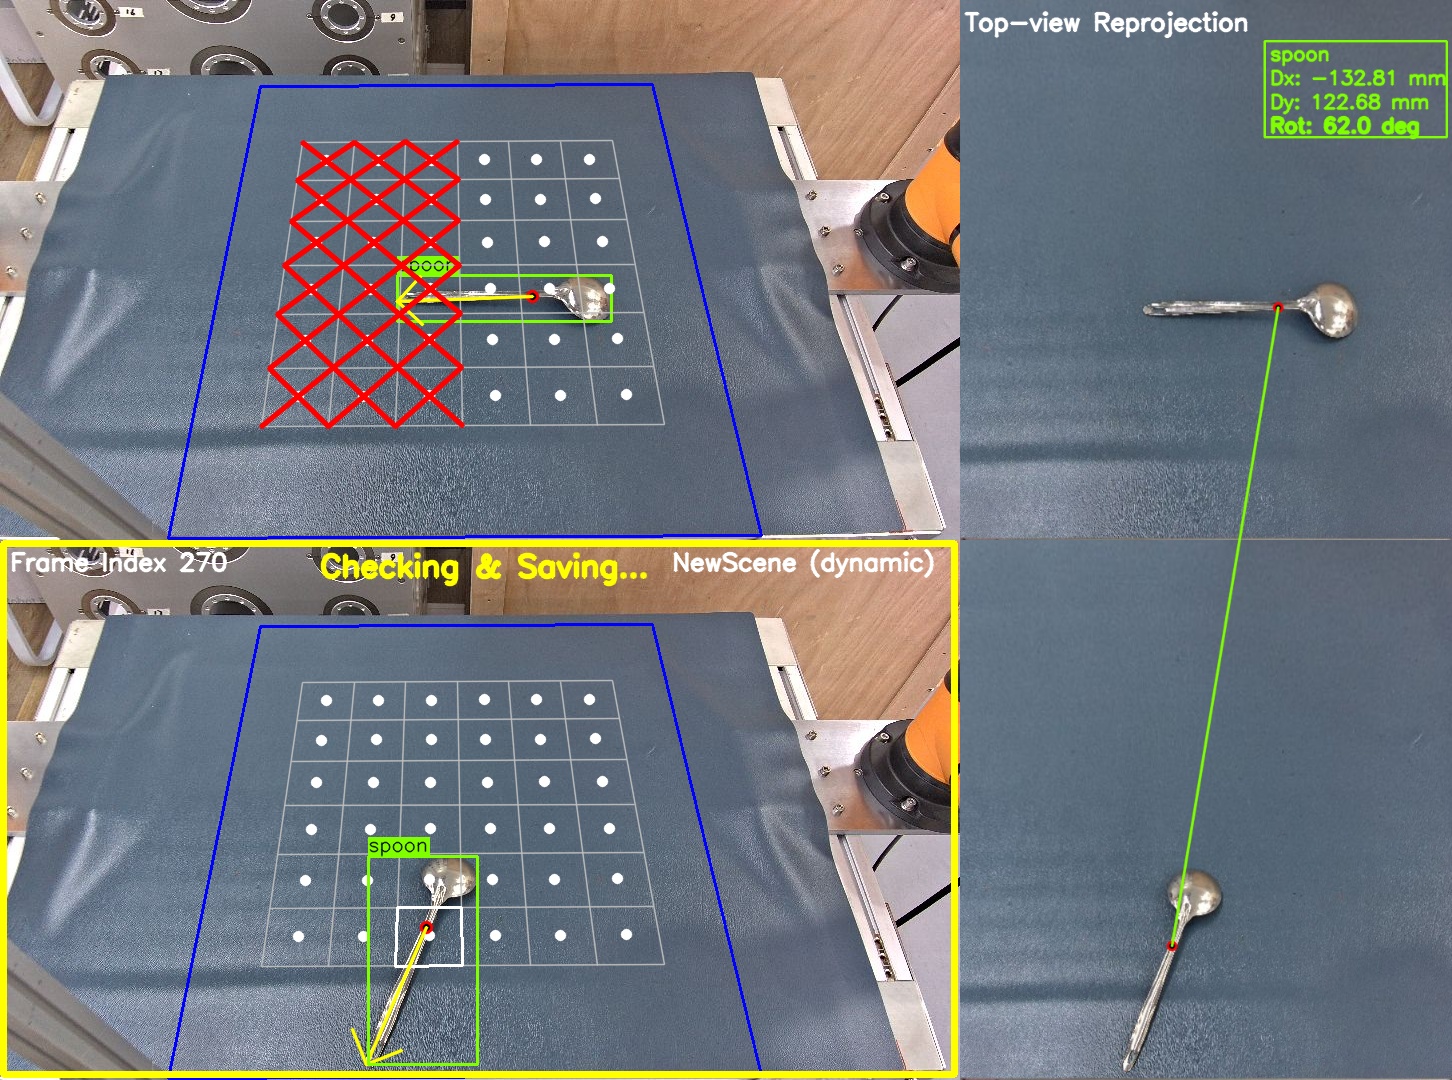 16
9
Top-view Reprojection
spoon
Dx: -132.81 mm
Dy: 122.68 mm
Rot: 62.0 deg
Frame Index 270
Checking & Saving...
NewScene (dynamic)
spoon